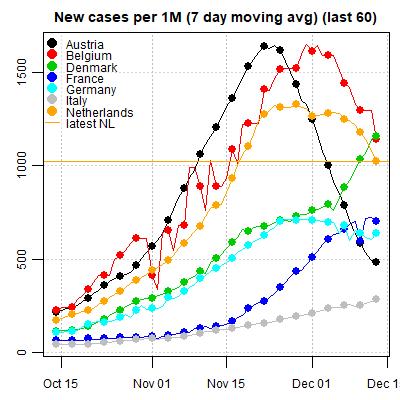 New cases per 1M (7 day moving avg) (last 60)
Austria
Belgium
Denmark
France
Germany
Italy
Netherlands
latest NL
1500
1000
500
0
Oct 15
Nov 01
Nov 15
Dec 01
Dec 1